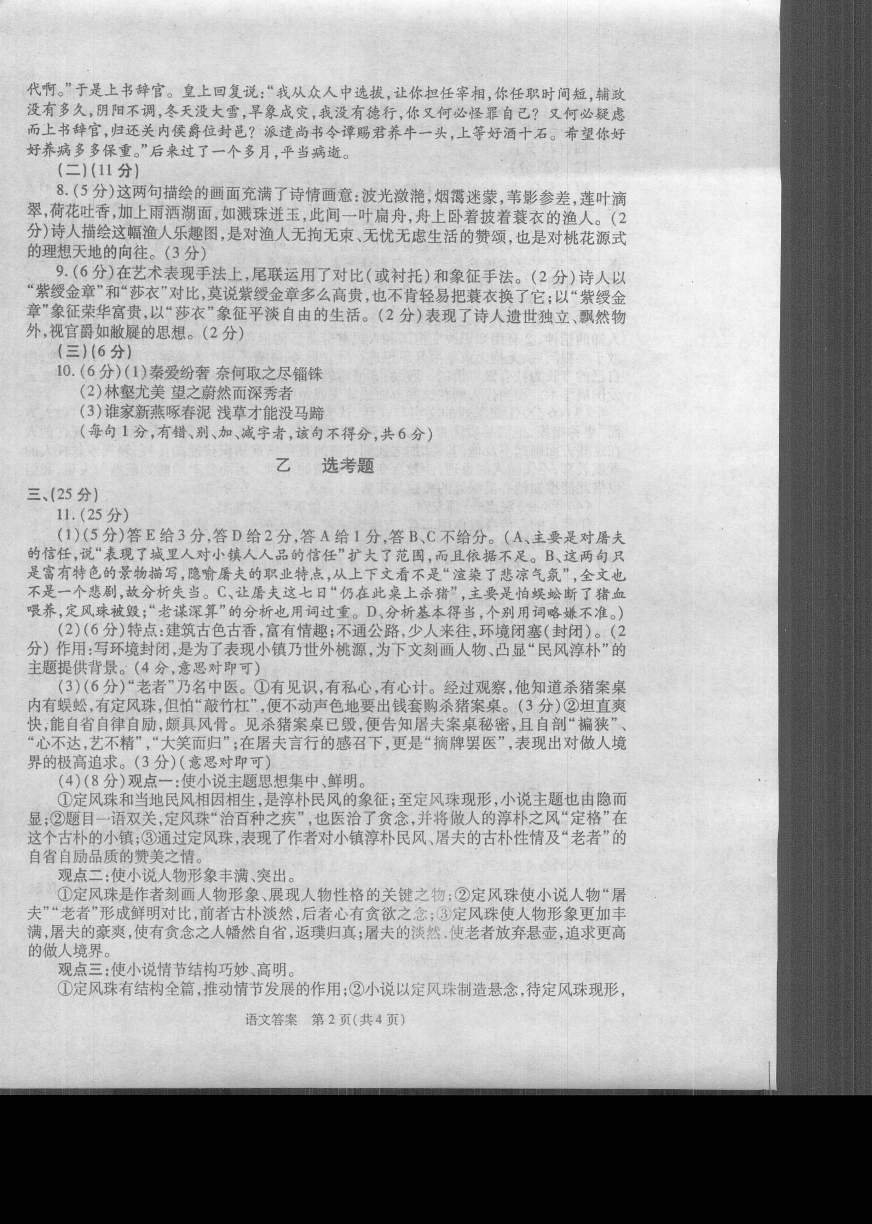 代啊。”于是上书辞官。皇上回复说:“我从众人中选拔,让你担任宰相,你任职时间短,辅政
没有多久,阴阳不调,冬天没大雪,旱象成灾,我没有德行,你又何必怪罪自己?又何必疑虑
而上书辞官,归还关内侯爵位封邑?派遣尚书令谭赐君养牛一头,上等好酒十石。希望你好
好养病多多保重。”后来过了一个多月,平当病逝。
(二)(11分)
8.(5分)这两句描绘的画面充满了诗情画意:波光潋滟,烟霭迷蒙,苇影参差,莲叶滴
翠,荷花吐香,加上雨洒湖面,如溅珠迸玉,此间一叶扁舟,舟上卧着披着蓑衣的渔人。(2
分)诗人描绘这幅渔人乐趣图,是对渔人无拘无束、无忧无虑生活的赞颂,也是对桃花源式
的理想天地的向往。(3分)
9.(6分)在艺术表现手法上,尾联运用了对比(或衬托)和象征手法。(2分)诗人以
“紫绶金章”和“莎衣”对比,莫说紫绶金章多么高贵,也不肯轻易把蓑衣换了它;以“紫绶金
章”象征荣华富贵,以“莎衣”象征平淡自由的生活。(2分)表现了诗人遗世独立、飘然物
外,视官爵如敝屣的思想。(2分)
(三)(6分)
10.(6分)(1)秦爱纷奢 奈何取之尽锱铢
(2)林壑尤美 望之蔚然而深秀者
(3)谁家新燕啄春泥 浅草才能没马蹄
(每句1分,有错、别、加、减字者,该句不得分,共6分)
乙 选考题
三、(25分)
11.(25分)
(1)(5分)答E给3分,答D给2分,答A给1分,答B、C不给分。(A、主要是对屠夫
的信任,说“表现了城里人对小镇人人品的信任”扩大了范围,而且依据不足。B、这两句只
是富有特色的景物描写,隐喻屠夫的职业特点,从上下文看不是“渲染了悲凉气氛”,全文也
不是一个悲剧,故分析失当。C、让屠夫这七日“仍在此桌上杀猪”,主要是怕蜈蚣断了猪血
喂养,定风珠被毁;“老谋深算”的分析也用词过重。D、分析基本得当,个别用词略嫌不准。)
(2)(6分)特点:建筑古色古香,富有情趣;不通公路,少人来往,环境闭塞(封闭)。(2
分)作用:写环境封闭,是为了表现小镇乃世外桃源,为下文刻画人物、凸显“民风淳朴”的
主题提供背景。(4分,意思对即可)
(3)(6分)“老者”乃名中医。①有见识,有私心,有心计。经过观察,他知道杀猪案桌
内有蜈蚣,有定风珠,但怕“敲竹杠”,便不动声色地要出钱套购杀猪案桌。(3分)②坦直爽
快,能自省自律自励,颇具风骨。见杀猪案桌已毁,便告知屠夫案桌秘密,且自剖“褊狭”、
“心不达,艺不精”,“大笑而归”;在屠夫言行的感召下,更是“摘牌罢医”,表现出对做人境
界的极高追求。(3分)(意思对即可)
(4)(8分)观点一:使小说主题思想集中、鲜明。
①定风珠和当地民风相因相生,是淳朴民风的象征;至定风珠现形,小说主题也由隐而
显;②题目一语双关,定风珠“治百种之疾”,也医治了贪念,并将做人的淳朴之风“定格”在
这个古朴的小镇;③通过定风珠,表现了作者对小镇淳朴民风、屠夫的古朴性情及“老者”的
自省自励品质的赞美之情。
观点二:使小说人物形象丰满、突出。
①定风珠是作者刻画人物形象、展现人物性格的关键之物;②定风珠使小说人物“屠
夫”“老者”形成鲜明对比,前者古朴淡然,后者心有贪欲之念;③定风珠使人物形象更加丰
满,屠夫的豪爽,使有贪念之人幡然自省,返璞归真;屠夫的淡然,使老者放弃悬壶,追求更高
的做人境界。
观点三:使小说情节结构巧妙、高明。
①定风珠有结构全篇,推动情节发展的作用;②小说以定风珠制造悬念,待定风珠现形,
语文答案 第2页(共4页)